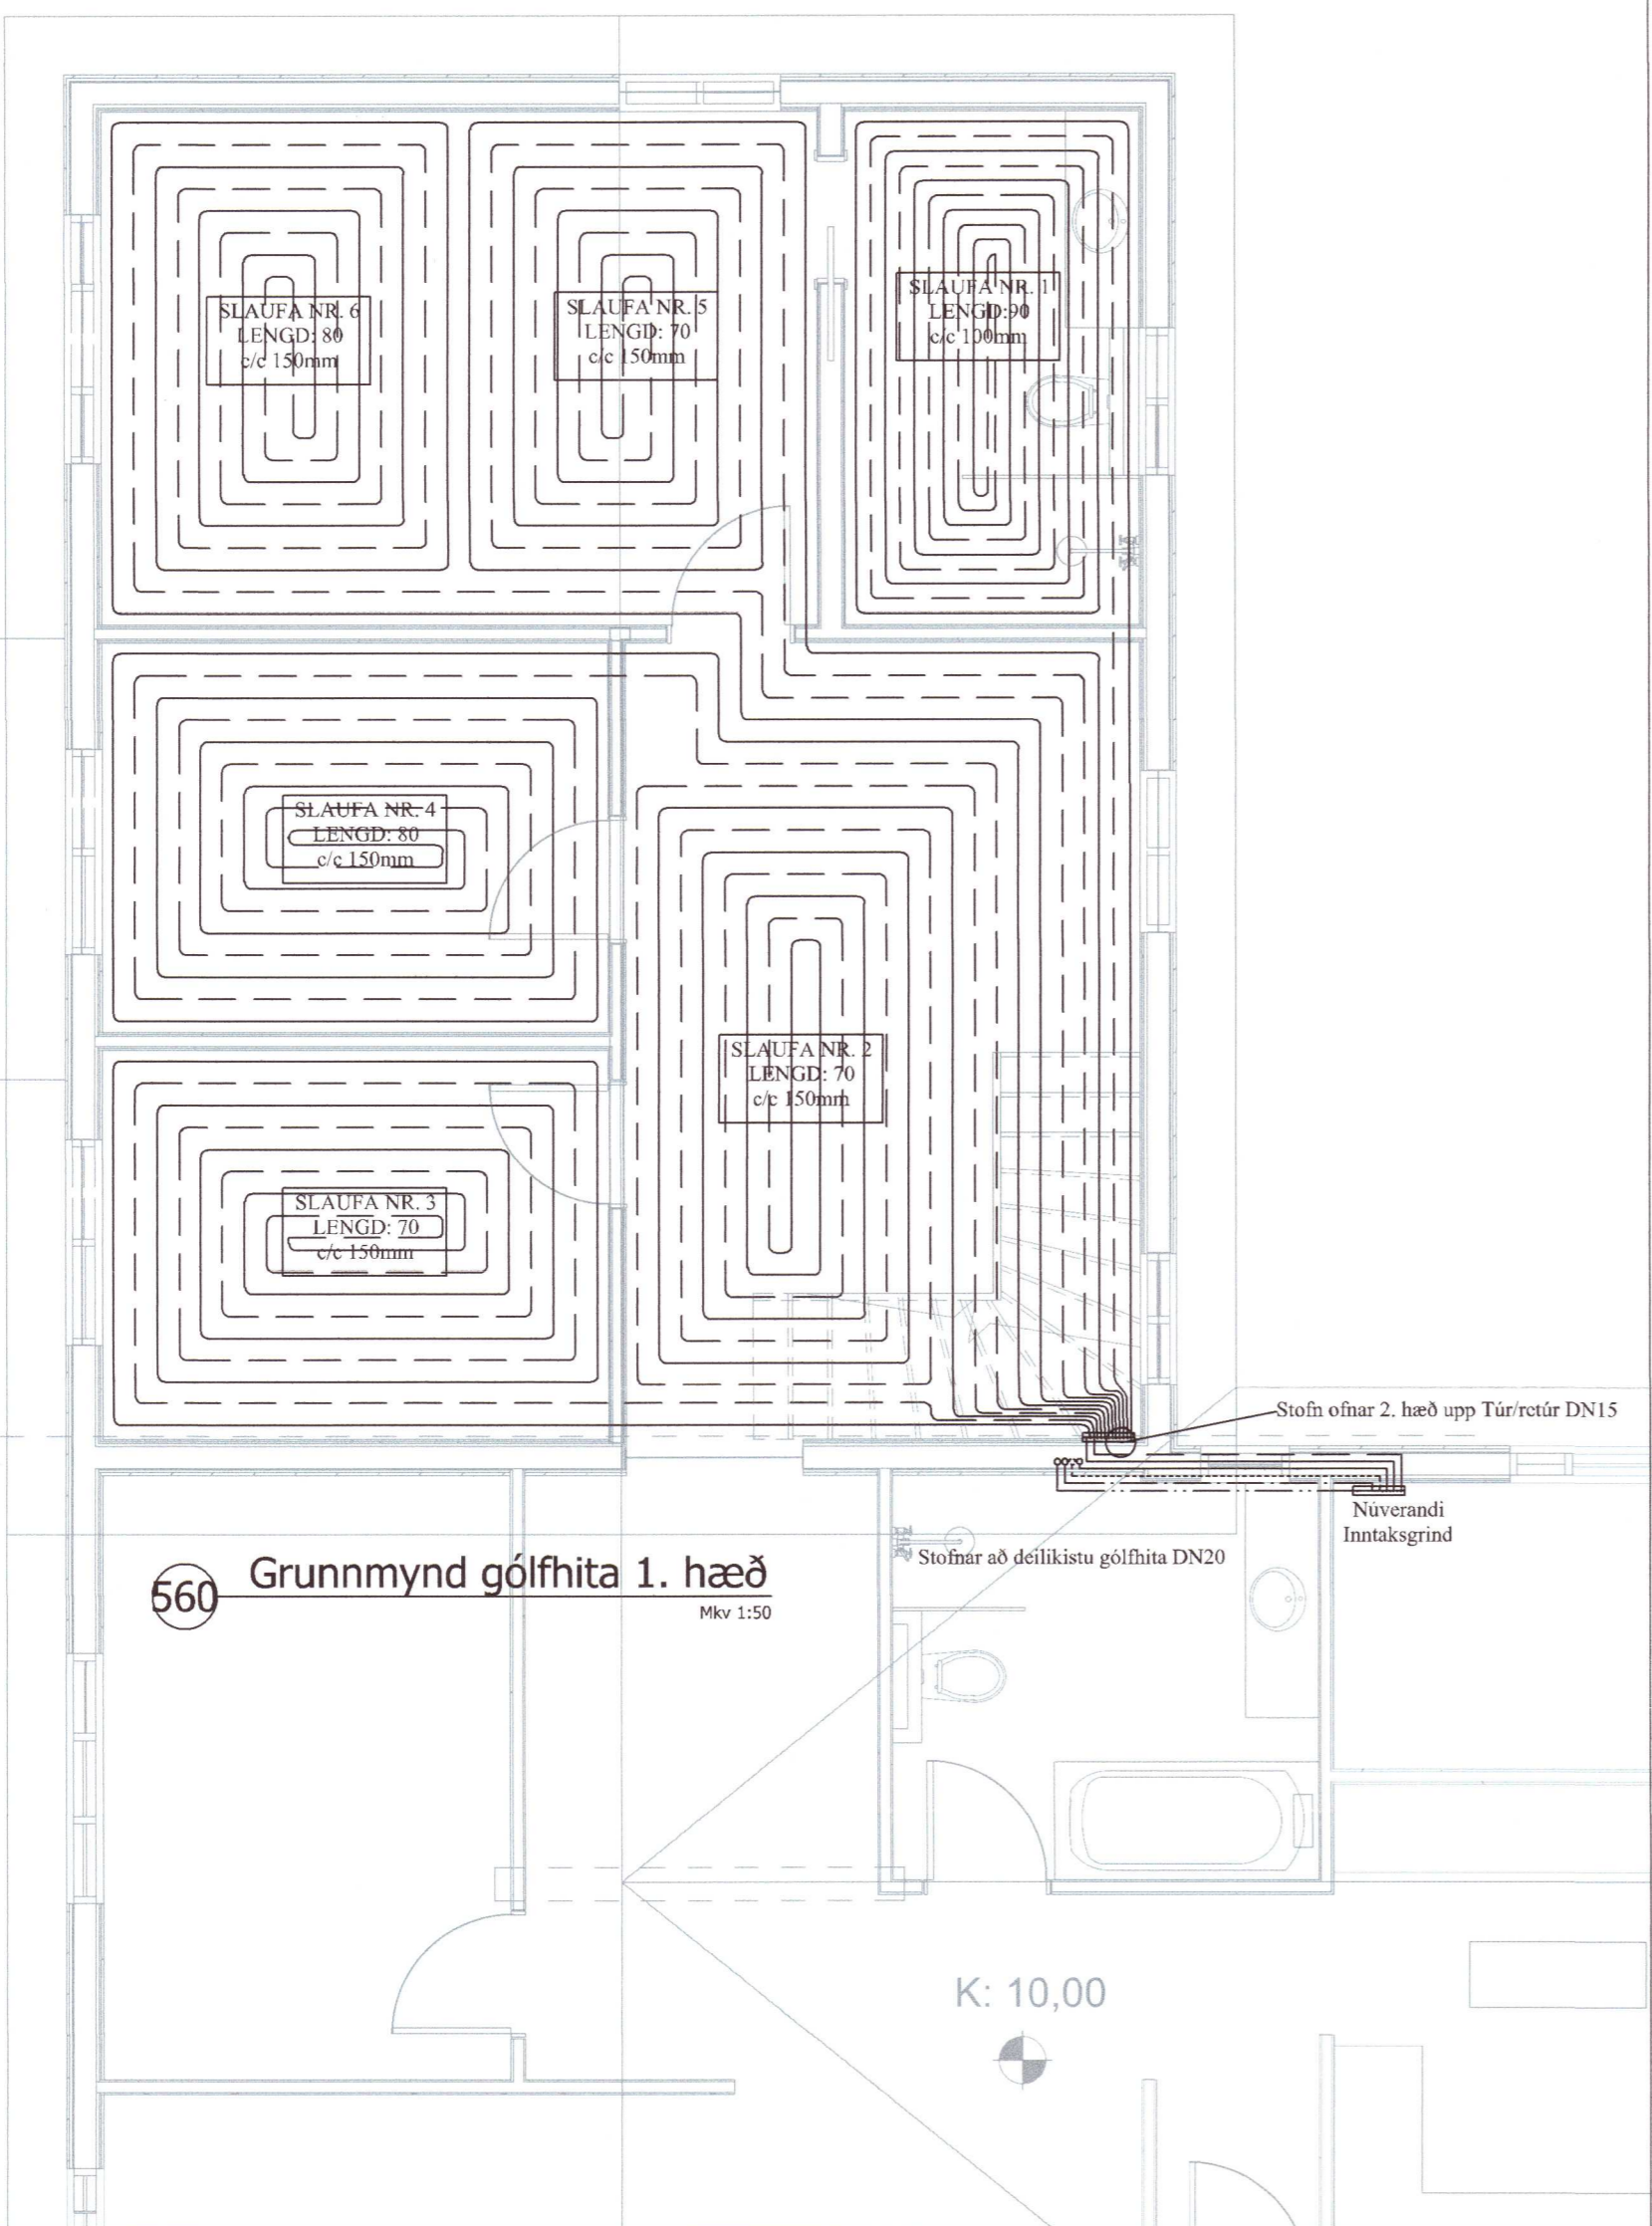 SLAUFA NR. 6
LENGD: 80
c/c 150mm
SLAUFA NR. 5
LENGD: 70
c/c 150mm
SLAUFA NR. 1
LENGD:90
c/c 100mm
SLAUFA NR. 4
LENGD: 80
c/c 150mm
SLAUFA NR. 2
LENGD: 70
c/c 150mm
SLAUFA NR. 3
LENGD: 70
c/c 150mm
Stofn ofnar 2. hæð upp Túr/retúr DN15
Núverandi
Inntaksgrind
Stofnar að deilikistu gólfhita DN20
560
Grunnmynd gólfhita 1. hæð
Mkv 1:50
K: 10,00